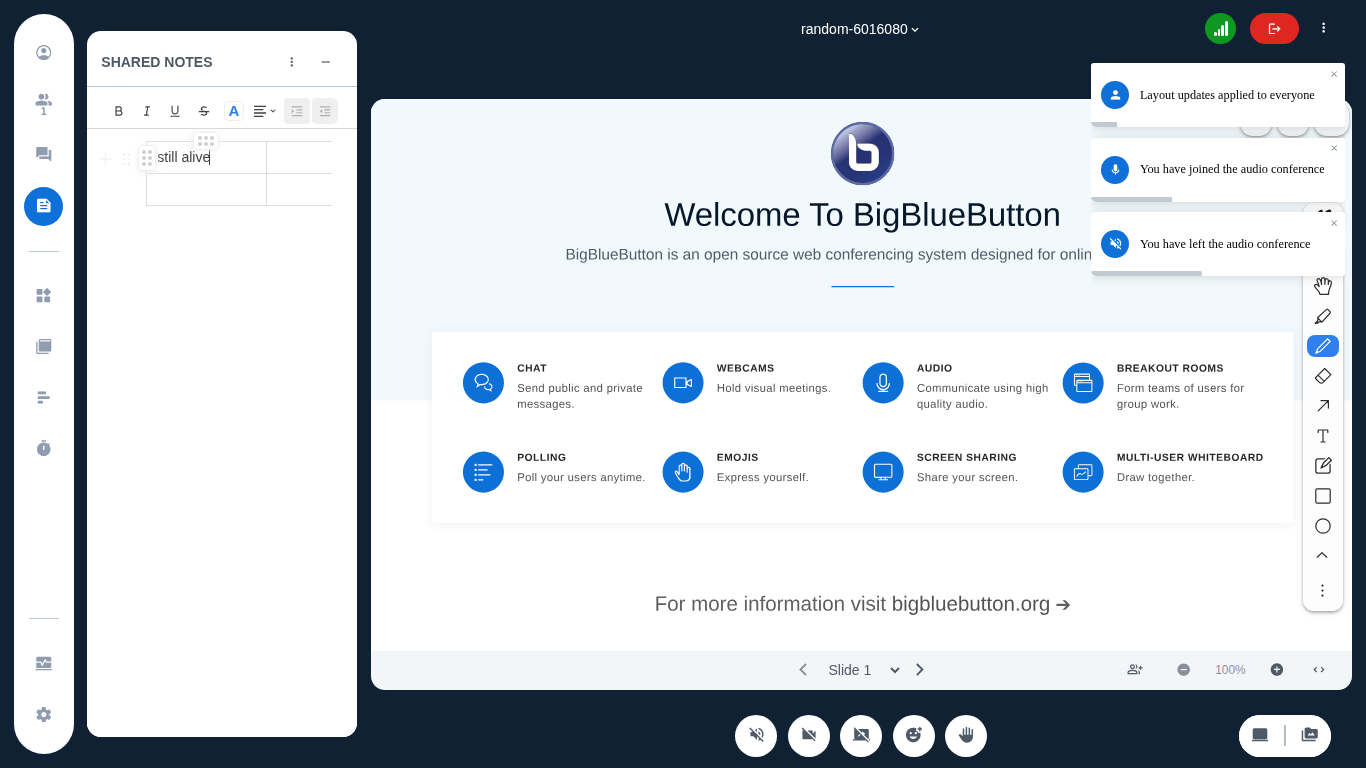 random-6016080
1
SHARED NOTES
B I U S A
still alive
Layout updates applied to everyone
You have joined the audio conference
You have left the audio conference
Welcome To BigBlueButton
BigBlueButton is an open source web conferencing system designed for onlin
CHAT
Send public and private
messages.
WEBCAMS
Hold visual meetings.
AUDIO
Communicate using high
quality audio.
BREAKOUT ROOMS
Form teams of users for
group work.
POLLING
Poll your users anytime.
EMOJIS
Express yourself.
SCREEN SHARING
Share your screen.
MULTI-USER WHITEBOARD
Draw together.
For more information visit bigbluebutton.org ➔
Slide 1
100%